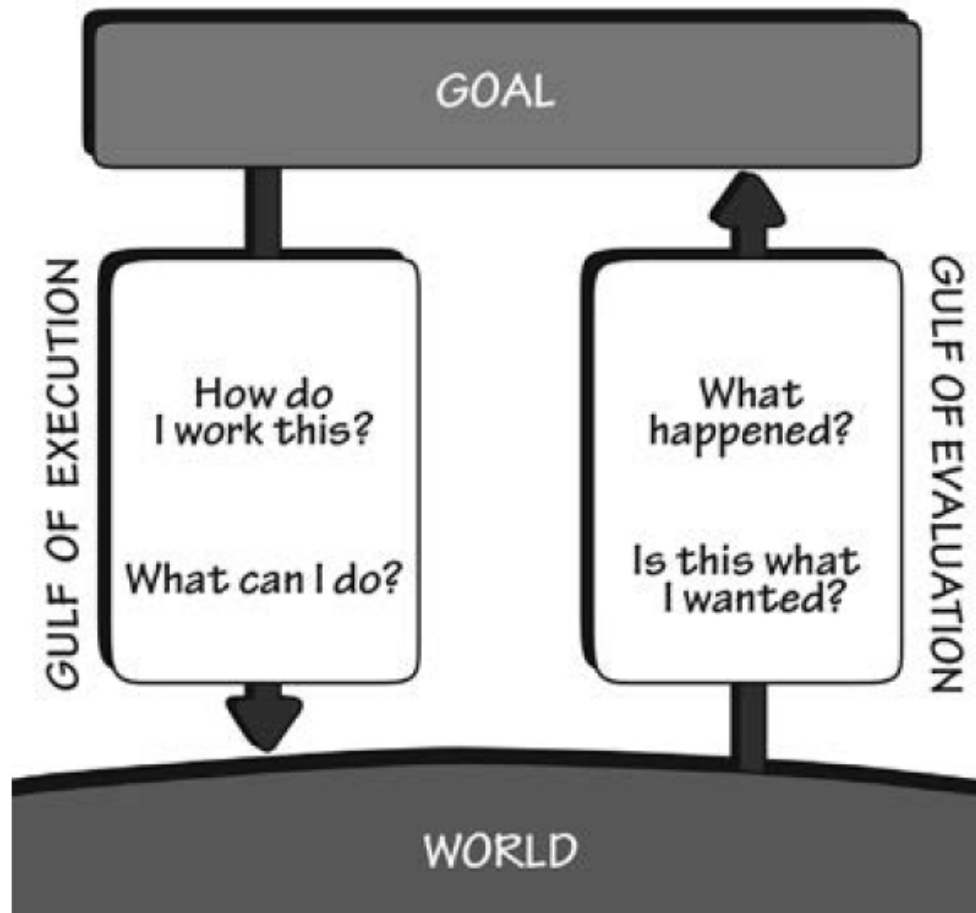 GOAL
GULF OF EXECUTION
How do
I work this?
What can I do?
What
happened?
Is this what
I wanted?
GULF OF EVALUATION
WORLD